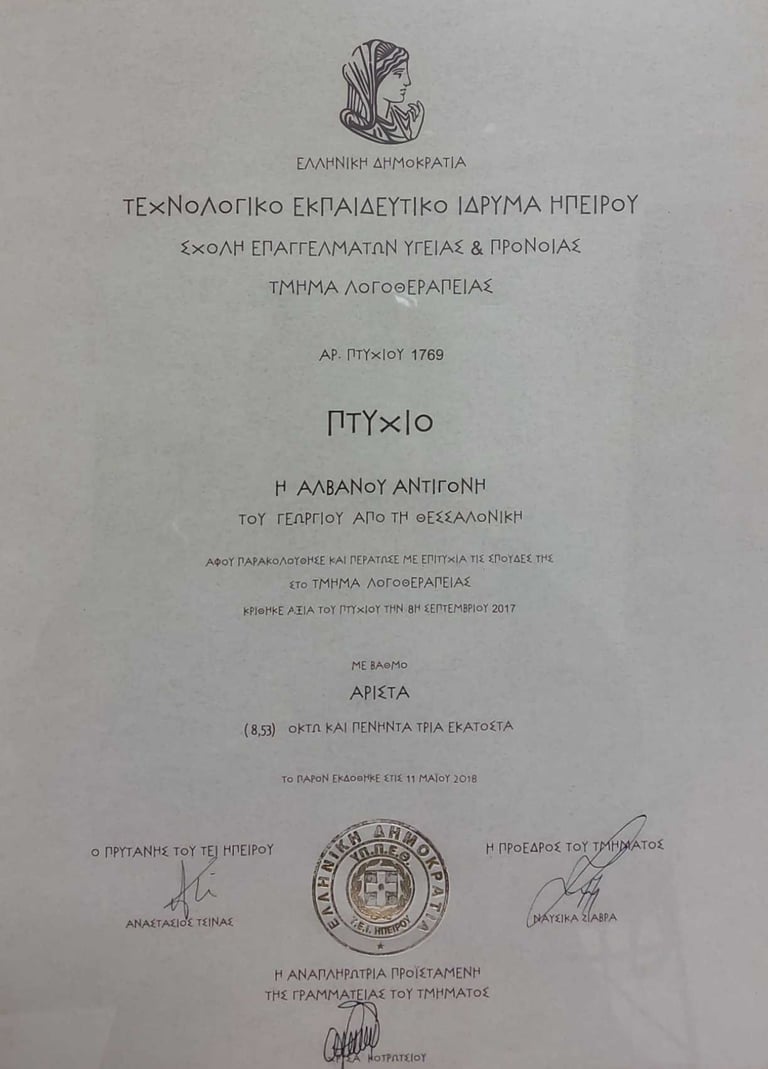 ΕΛΛΗΝΙΚΗ ΔΗΜΟΚΡΑΤΙΑ
ΤΕΧΝΟΛΟΓΙΚΟ ΕΚΠΑΙΔΕΥΤΙΚΟ ΙΔΡΥΜΑ ΗΠΕΙΡΟΥ
ΣΧΟΛΗ ΕΠΑΓΓΕΛΜΑΤΩΝ ΥΓΕΙΑΣ & ΠΡΟΝΟΙΑΣ
ΤΜΗΜΑ ΛΟΓΟΘΕΡΑΠΕΙΑΣ
ΑΡ. ΠΤΥΧΙΟΥ 1769
ΠΤΥΧΙΟ
Η ΑΛΒΑΝΟΥ ΑΝΤΙΓΟΝΗ
ΤΟΥ ΓΕΩΡΓΙΟΥ ΑΠΟ ΤΗ ΘΕΣΣΑΛΟΝΙΚΗ
ΑΦΟΥ ΠΑΡΑΚΟΛΟΥΘΗΣΕ ΚΑΙ ΠΕΡΑΤΩΣΕ ΜΕ ΕΠΙΤΥΧΙΑ ΤΙΣ ΣΠΟΥΔΕΣ ΤΗΣ
ΣΤΟ ΤΜΗΜΑ ΛΟΓΟΘΕΡΑΠΕΙΑΣ
ΚΡΙΘΗΚΕ ΑΞΙΑ ΤΟΥ ΠΤΥΧΙΟΥ ΤΗΝ 8Η ΣΕΠΤΕΜΒΡΙΟΥ 2017
ΜΕ ΒΑΘΜΟ
ΑΡΙΣΤΑ
(8,53) ΟΚΤΩ ΚΑΙ ΠΕΝΗΝΤΑ ΤΡΙΑ ΕΚΑΤΟΣΤΑ
ΤΟ ΠΑΡΟΝ ΕΚΔΟΘΗΚΕ ΣΤΙΣ 11 ΜΑΪΟΥ 2018
Ο ΠΡΥΤΑΝΗΣ ΤΟΥ ΤΕΙ ΗΠΕΙΡΟΥ
ΑΝΑΣΤΑΣΙΟΣ ΤΣΙΝΑΣ
ΕΛΛΗΝΙΚΗ ΔΗΜΟΚΡΑΤΙΑ
ΥΠ.Π.Ε.Θ.
Τ.Ε.Ι. ΗΠΕΙΡΟΥ
Η ΠΡΟΕΔΡΟΣ ΤΟΥ ΤΜΗΜΑΤΟΣ
ΝΑΥΣΙΚΑ ΖΙΑΒΡΑ
Η ΑΝΑΠΛΗΡΩΤΡΙΑ ΠΡΟΪΣΤΑΜΕΝΗ
ΤΗΣ ΓΡΑΜΜΑΤΕΙΑΣ ΤΟΥ ΤΜΗΜΑΤΟΣ